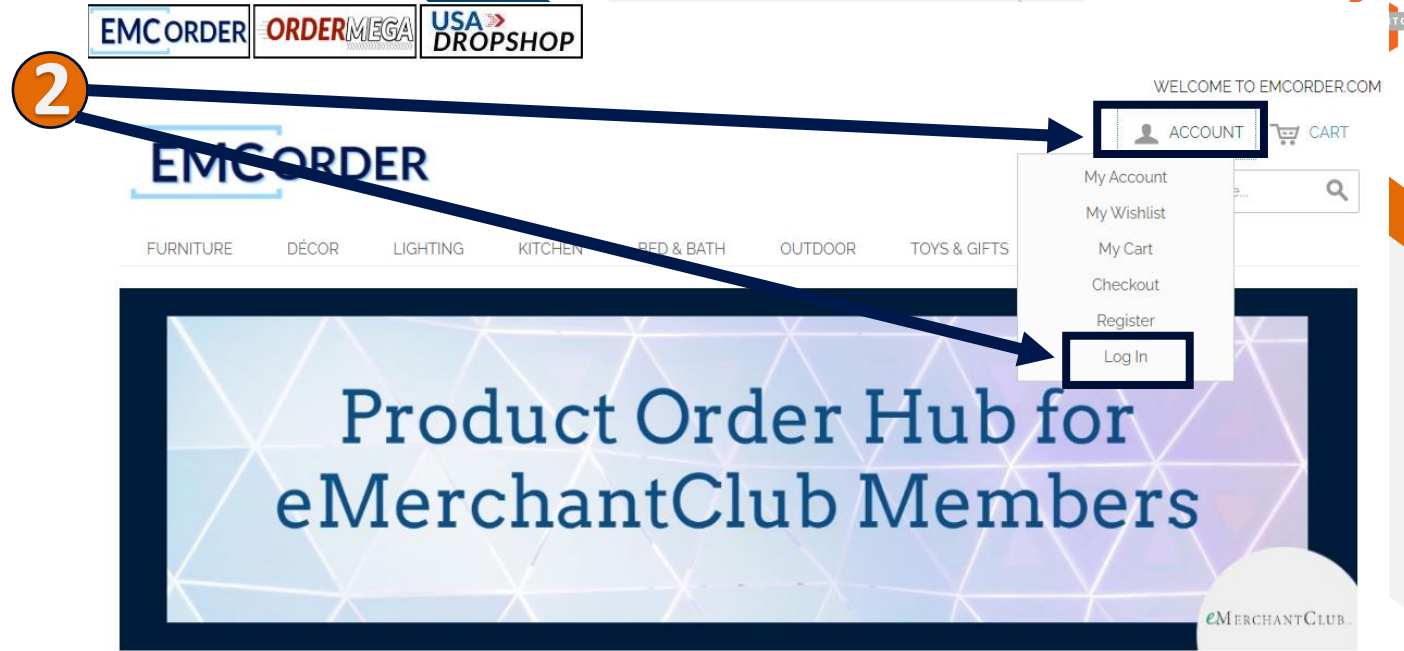 EMCORDER ORDERMEGA USA DROPSHOP
2
WELCOME TO EMCORDER.COM
ACCOUNT CART
EMCORDER
My Account
My Wishlist
My Cart
Checkout
Register
Log In
FURNITURE DÉCOR LIGHTING KITCHEN BED & BATH OUTDOOR TOYS & GIFTS
Product Order Hub for
eMerchantClub Members
eMERCHANTCLUB